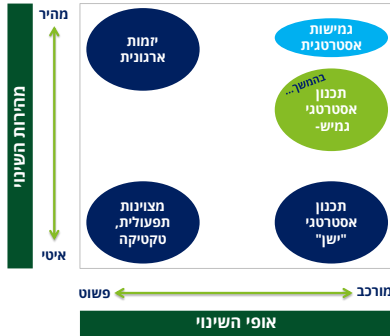 מהיר
מהירות השינוי
איטי
גמישות
אסטרטגית
יזמות
ארגונית
בהמשך...
תכנון
אסטרטגי
גמיש-
תכנון
אסטרטגי
"ישן"
מצוינות
תפעולית,
טקטיקה
מורכב
פשוט
אופי השינוי